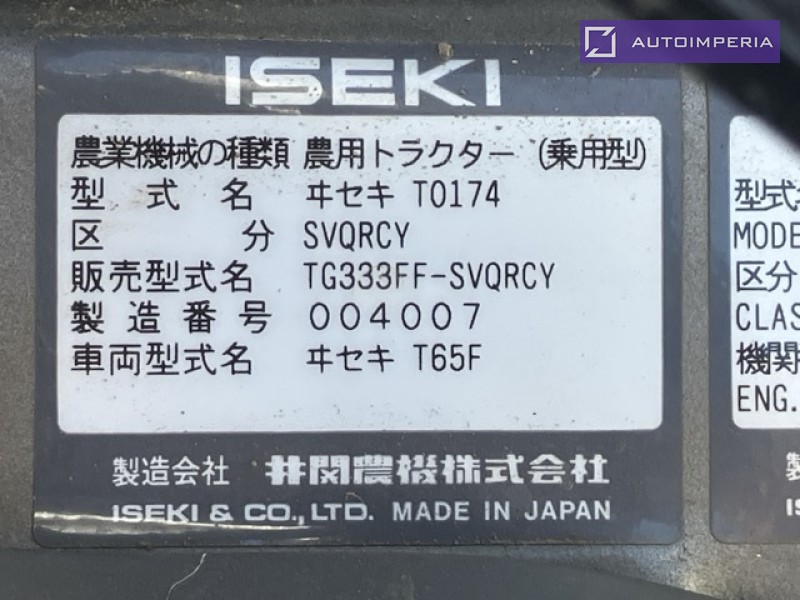 AUTOIMPERIA
ISEKI
農業機械の種類 農用トラクター (乗用型)
型式名 ヰセキ T0174
区分 SVQRCY
販売型式名 TG333FF-SVQRCY
製造番号 004007
車両型式名 ヰセキ T65F
製造会社 井関農機株式会社
ISEKI & CO., LTD. MADE IN JAPAN
型式
MODE
区分
CLAS
機関
ENG.